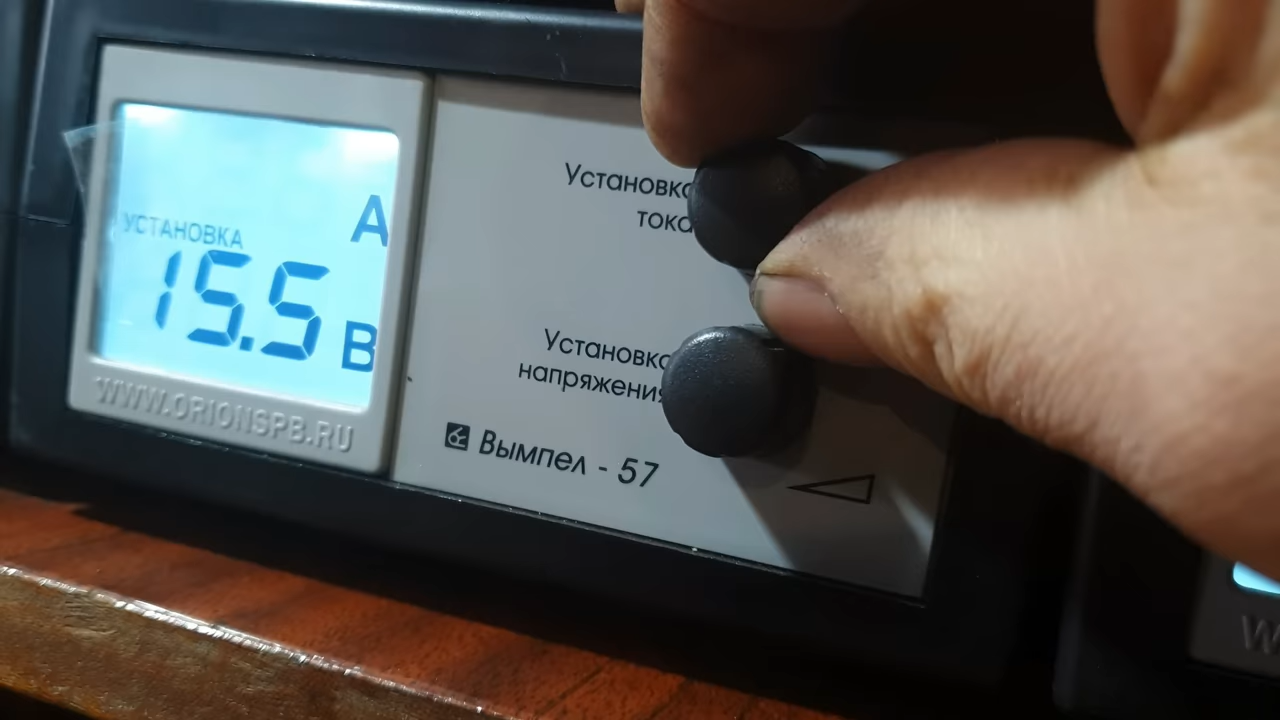 А
УСТАНОВКА
15.5 В
WWW.ORIONSPB.RU
Установка
тока
Установка
напряжения
Вымпел - 57
W